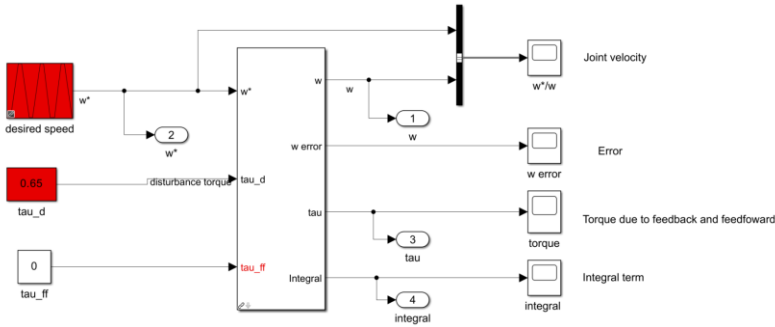 w*
desired speed
2
w*
0.65
tau_d
disturbance torque
0
tau_ff
w*
tau_d
tau_ff
w
w error
tau
Integral
w
1
w
3
tau
4
integral
w*/w
Joint velocity
w error
Error
torque
Torque due to feedback and feedfoward
integral
Integral term